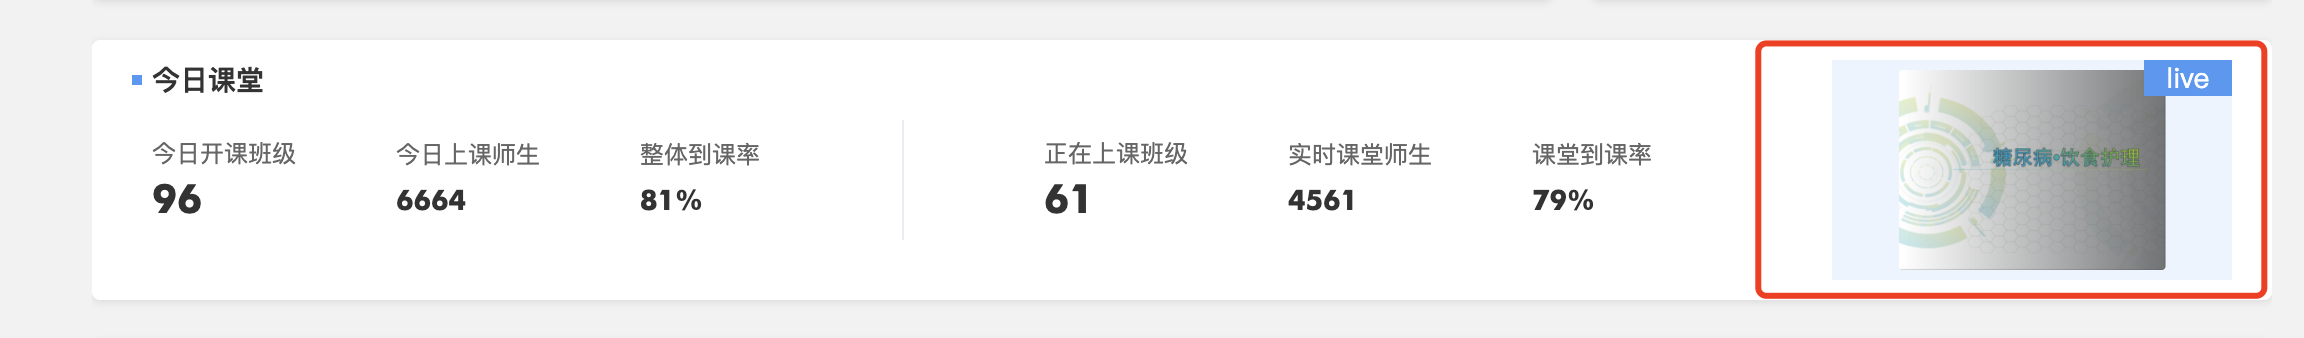 今日课堂
今日开课班级
96
今日上课师生
6664
整体到课率
81%
正在上课班级
61
实时课堂师生
4561
课堂到课率
79%
live
糖尿病·饮食护理